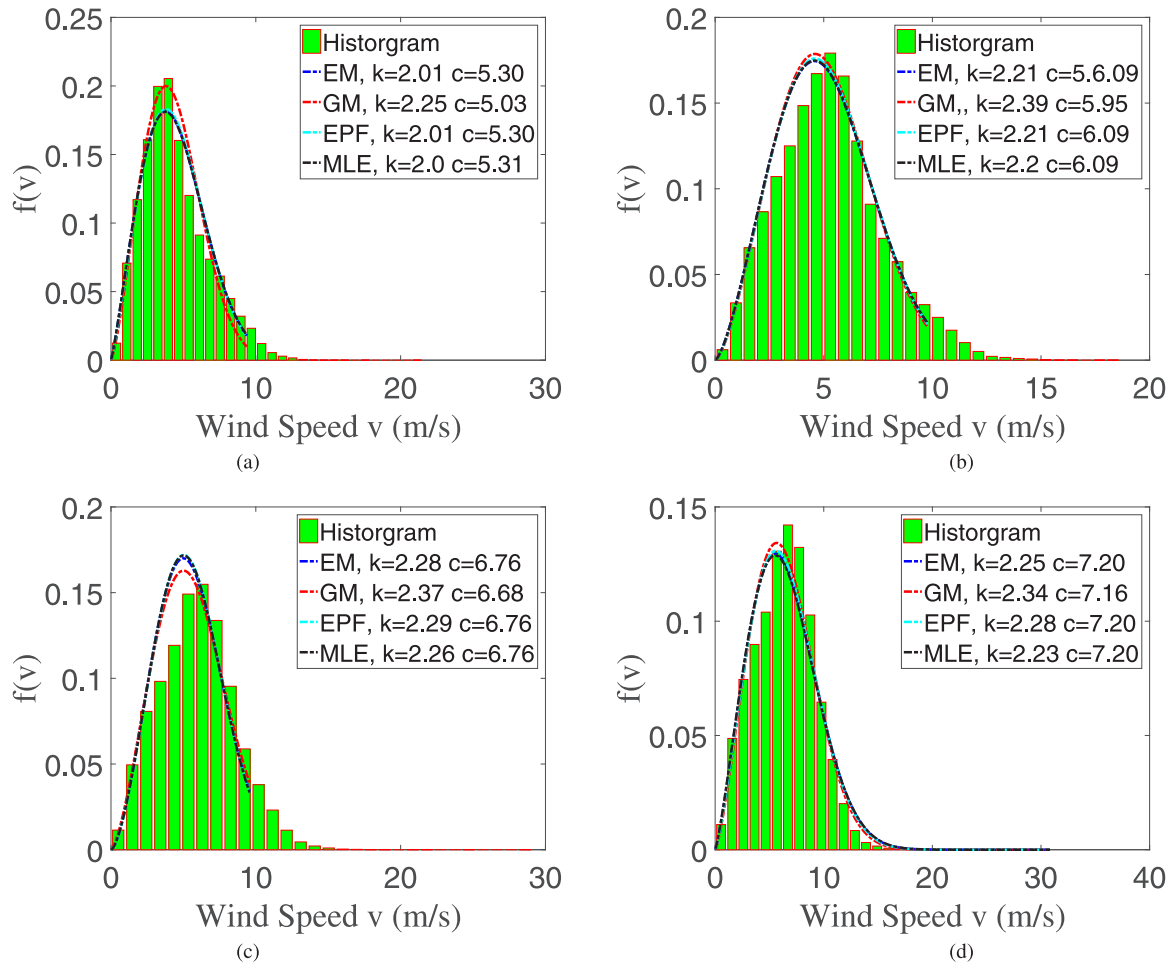 0.25
0.2
0.15
0.1
0.05
0
f(v)
Historgram
EM, k=2.01 c=5.30
GM, k=2.25 c=5.03
EPF, k=2.01 c=5.30
MLE, k=2.0 c=5.31
0 10 20 30
Wind Speed v (m/s)
(a)
0.2
0.15
0.1
0.05
0
f(v)
Historgram
EM, k=2.21 c=5.6.09
GM,, k=2.39 c=5.95
EPF, k=2.21 c=6.09
MLE, k=2.2 c=6.09
0 5 10 15 20
Wind Speed v (m/s)
(b)
0.2
0.15
0.1
0.05
0
f(v)
Historgram
EM, k=2.28 c=6.76
GM, k=2.37 c=6.68
EPF, k=2.29 c=6.76
MLE, k=2.26 c=6.76
0 10 20 30
Wind Speed v (m/s)
(c)
0.15
0.1
0.05
0
f(v)
Historgram
EM, k=2.25 c=7.20
GM, k=2.34 c=7.16
EPF, k=2.28 c=7.20
MLE, k=2.23 c=7.20
0 10 20 30 40
Wind Speed v (m/s)
(d)